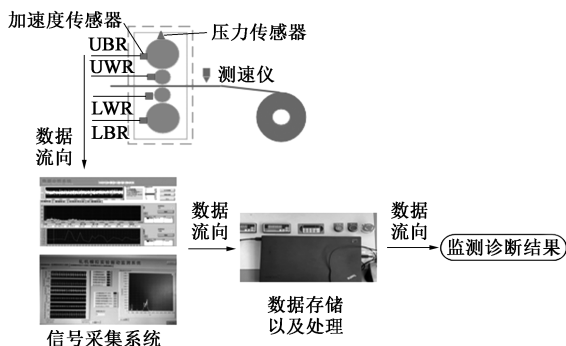 加速度传感器
压力传感器
UBR
UWR
测速仪
LWR
LBR
数据
流向
数据
流向
数据
流向
监测诊断结果
数据存储
以及处理
信号采集系统